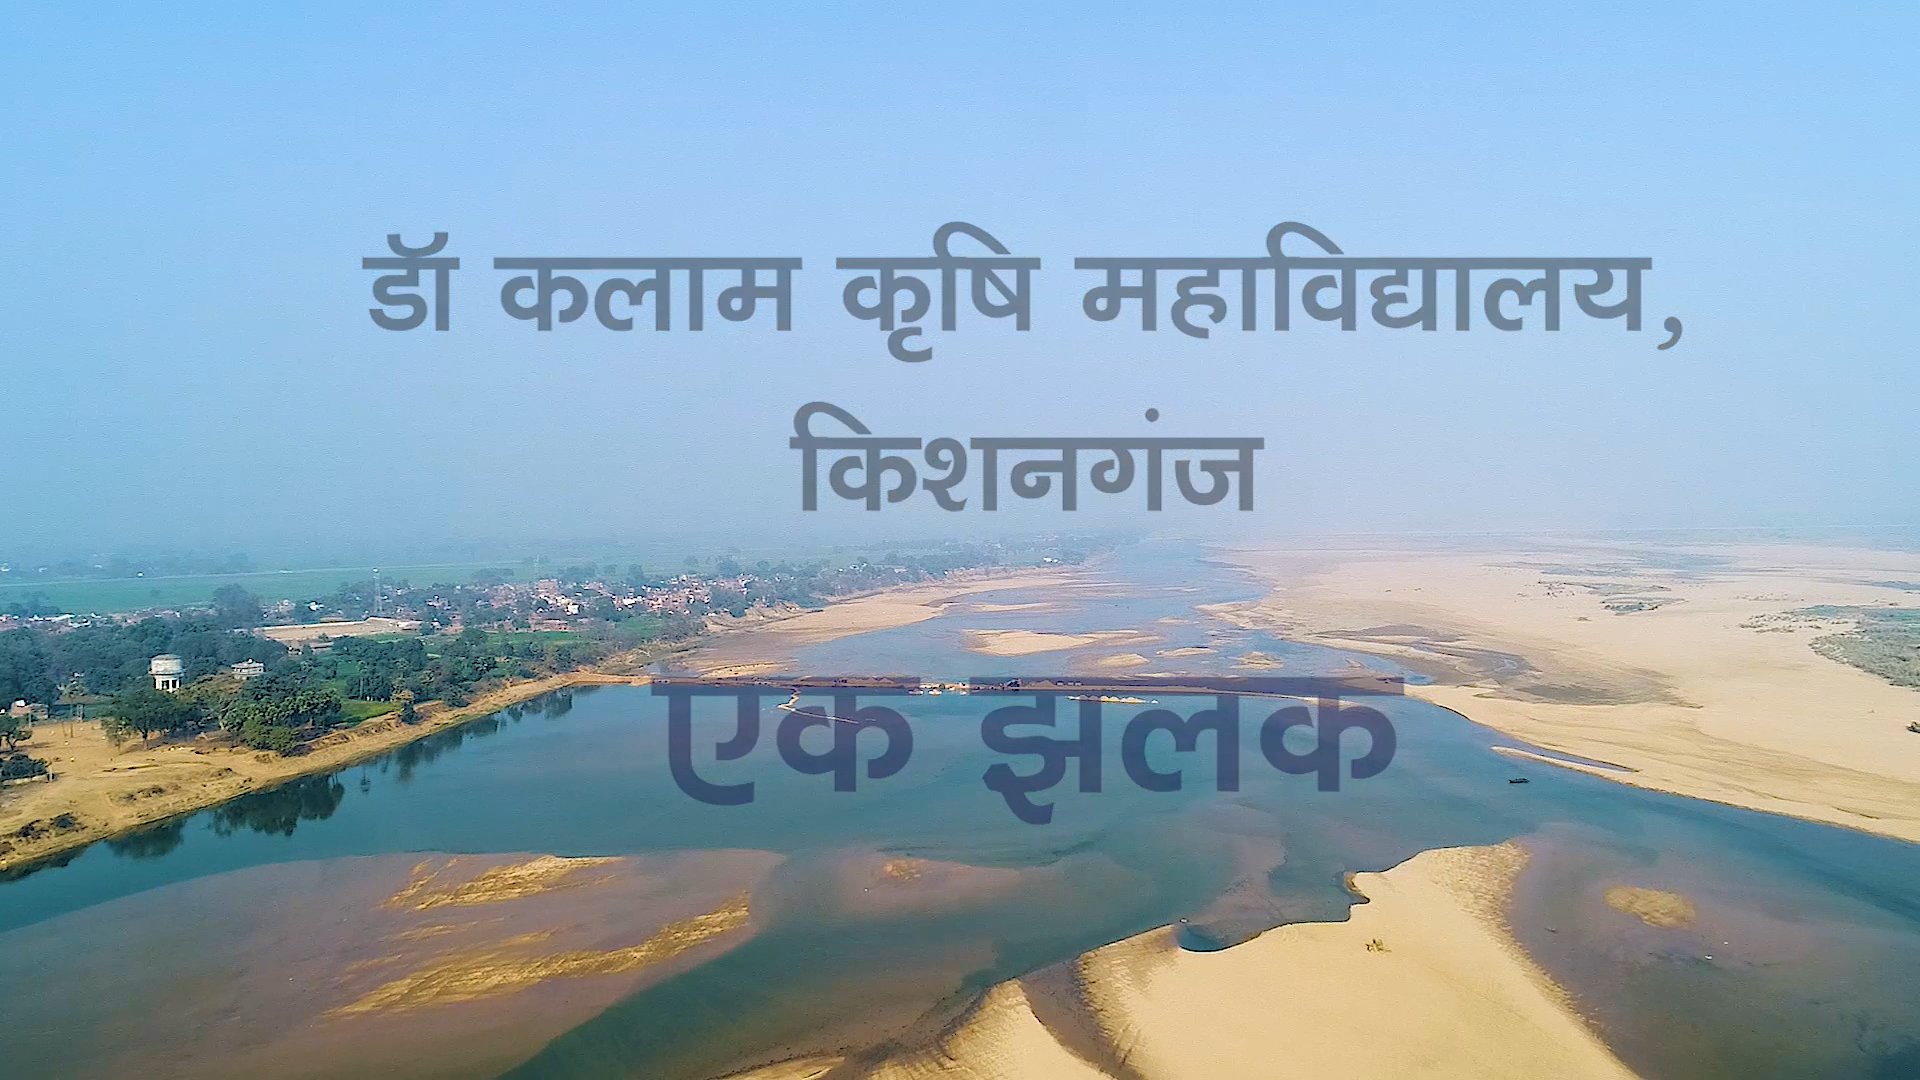 डॉ कलाम कृषि महाविद्यालय,
किशनगंज
एक झलक